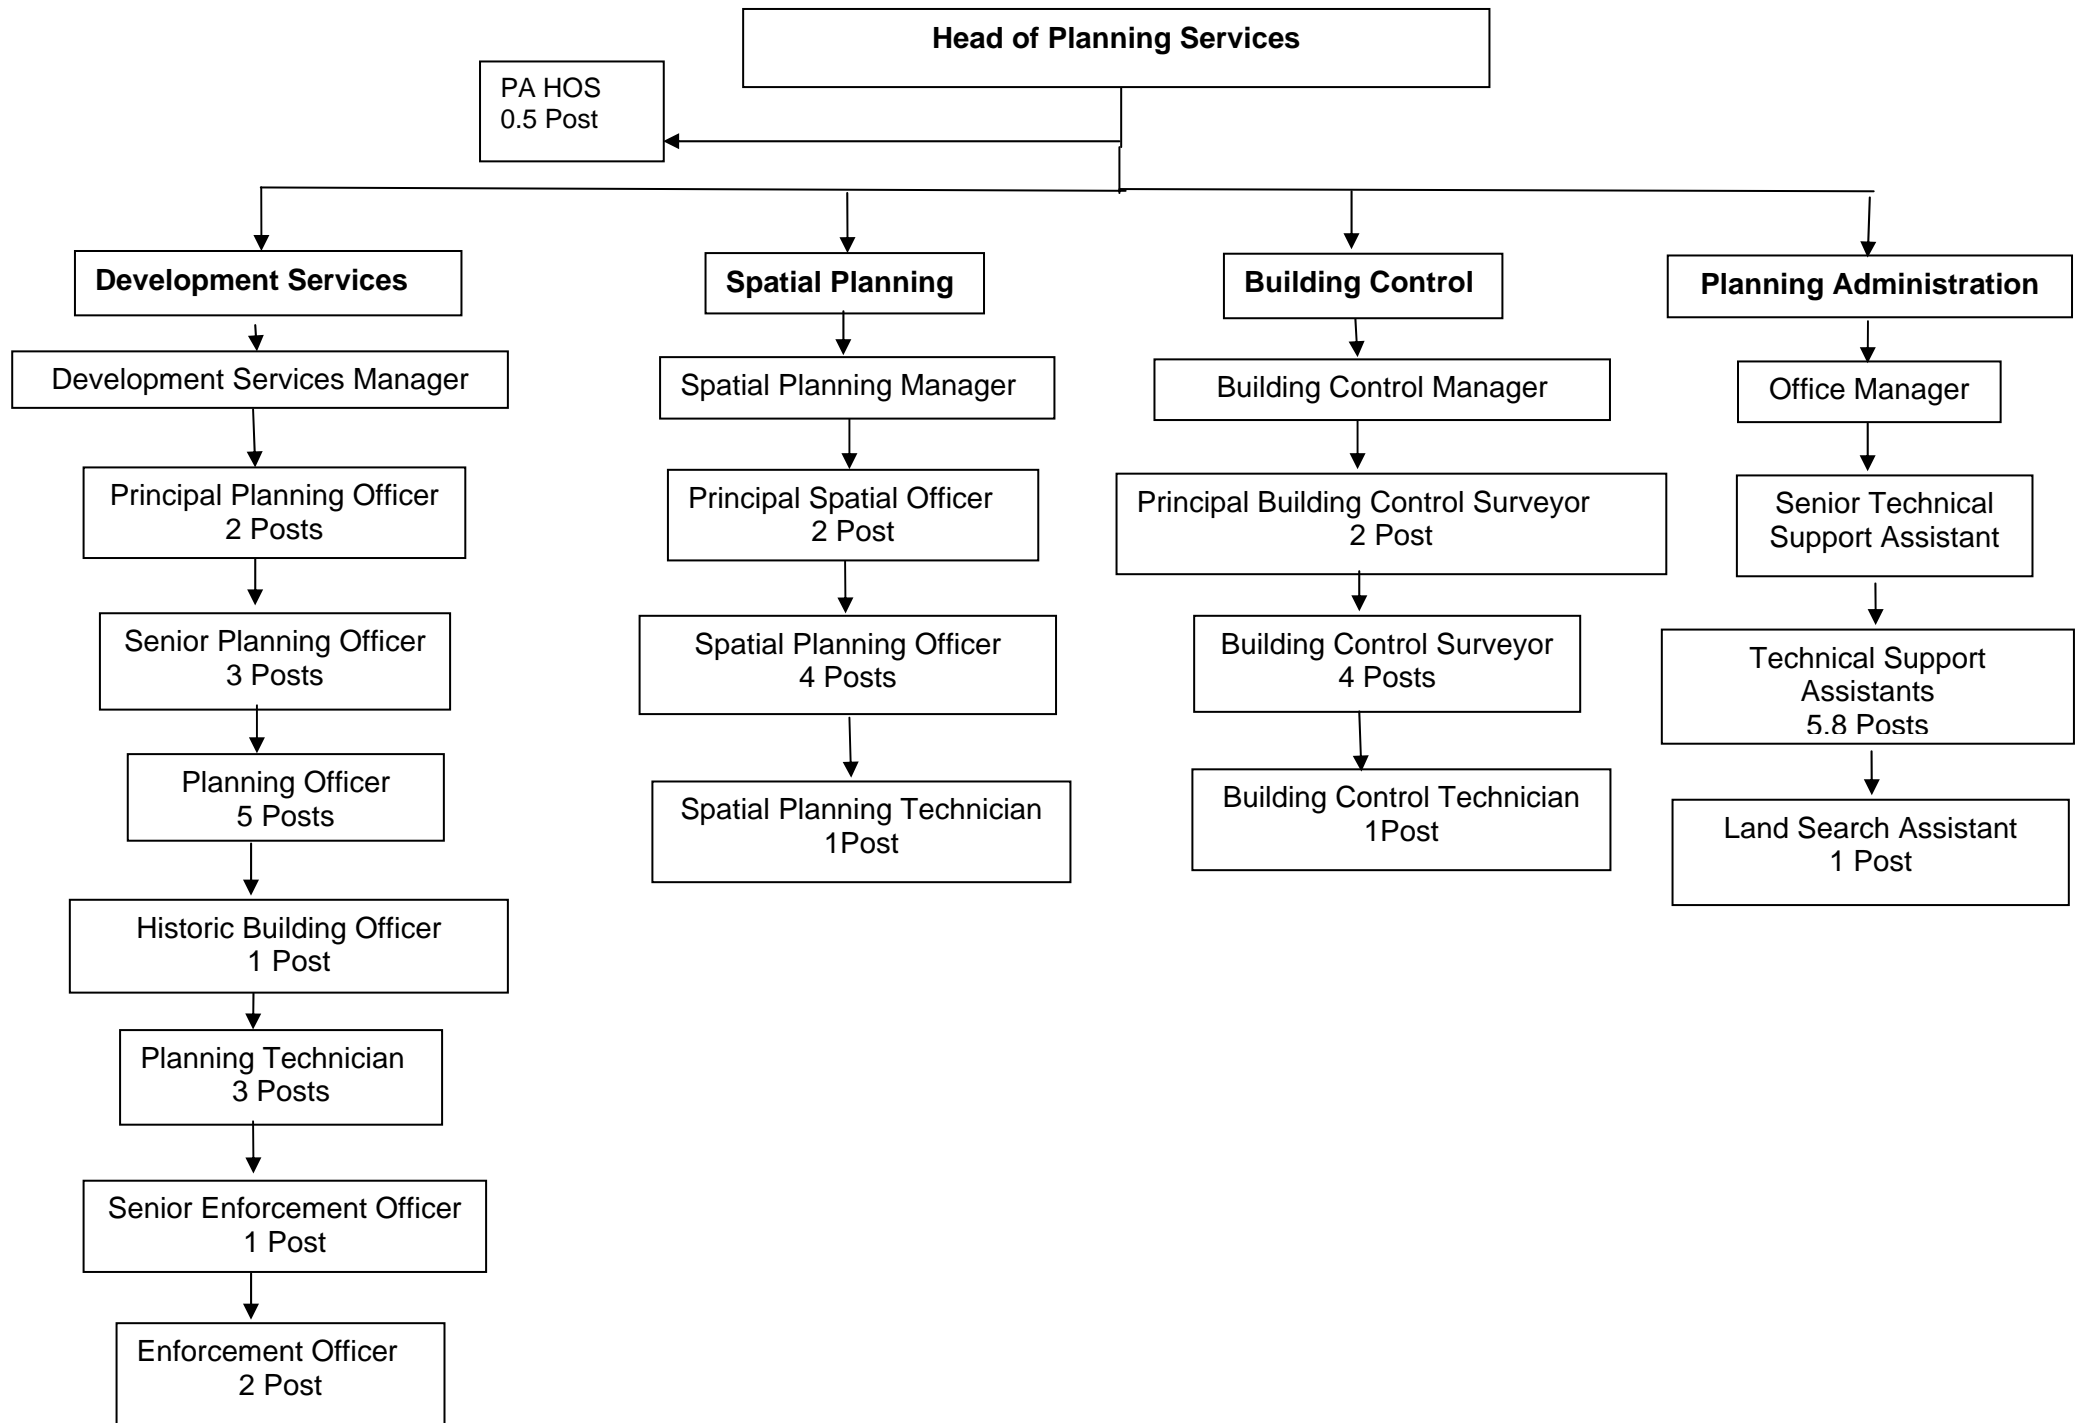 Head of Planning Services
PA HOS
0.5 Post
Development Services
Development Services Manager
Principal Planning Officer
2 Posts
Senior Planning Officer
3 Posts
Planning Officer
5 Posts
Historic Building Officer
1 Post
Planning Technician
3 Posts
Senior Enforcement Officer
1 Post
Enforcement Officer
2 Post
Spatial Planning
Spatial Planning Manager
Principal Spatial Officer
2 Post
Spatial Planning Officer
4 Posts
Spatial Planning Technician
1Post
Building Control
Building Control Manager
Principal Building Control Surveyor
2 Post
Building Control Surveyor
4 Posts
Building Control Technician
1Post
Planning Administration
Office Manager
Senior Technical
Support Assistant
Technical Support
Assistants
5.8 Posts
Land Search Assistant
1 Post